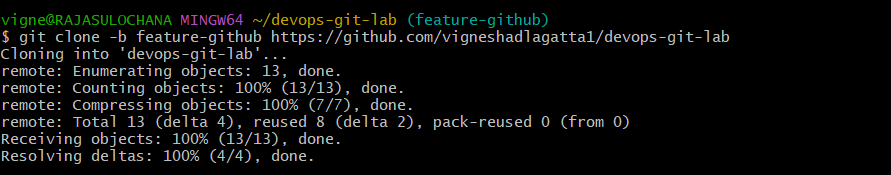 vigne@RAJASULOCHANA MINGW64 ~/devops-git-lab (feature-github)
$ git clone -b feature-github https://github.com/vigneshadlagatta1/devops-git-lab
Cloning into 'devops-git-lab'...
remote: Enumerating objects: 13, done.
remote: Counting objects: 100% (13/13), done.
remote: Compressing objects: 100% (7/7), done.
remote: Total 13 (delta 4), reused 8 (delta 2), pack-reused 0 (from 0)
Receiving objects: 100% (13/13), done.
Resolving deltas: 100% (4/4), done.